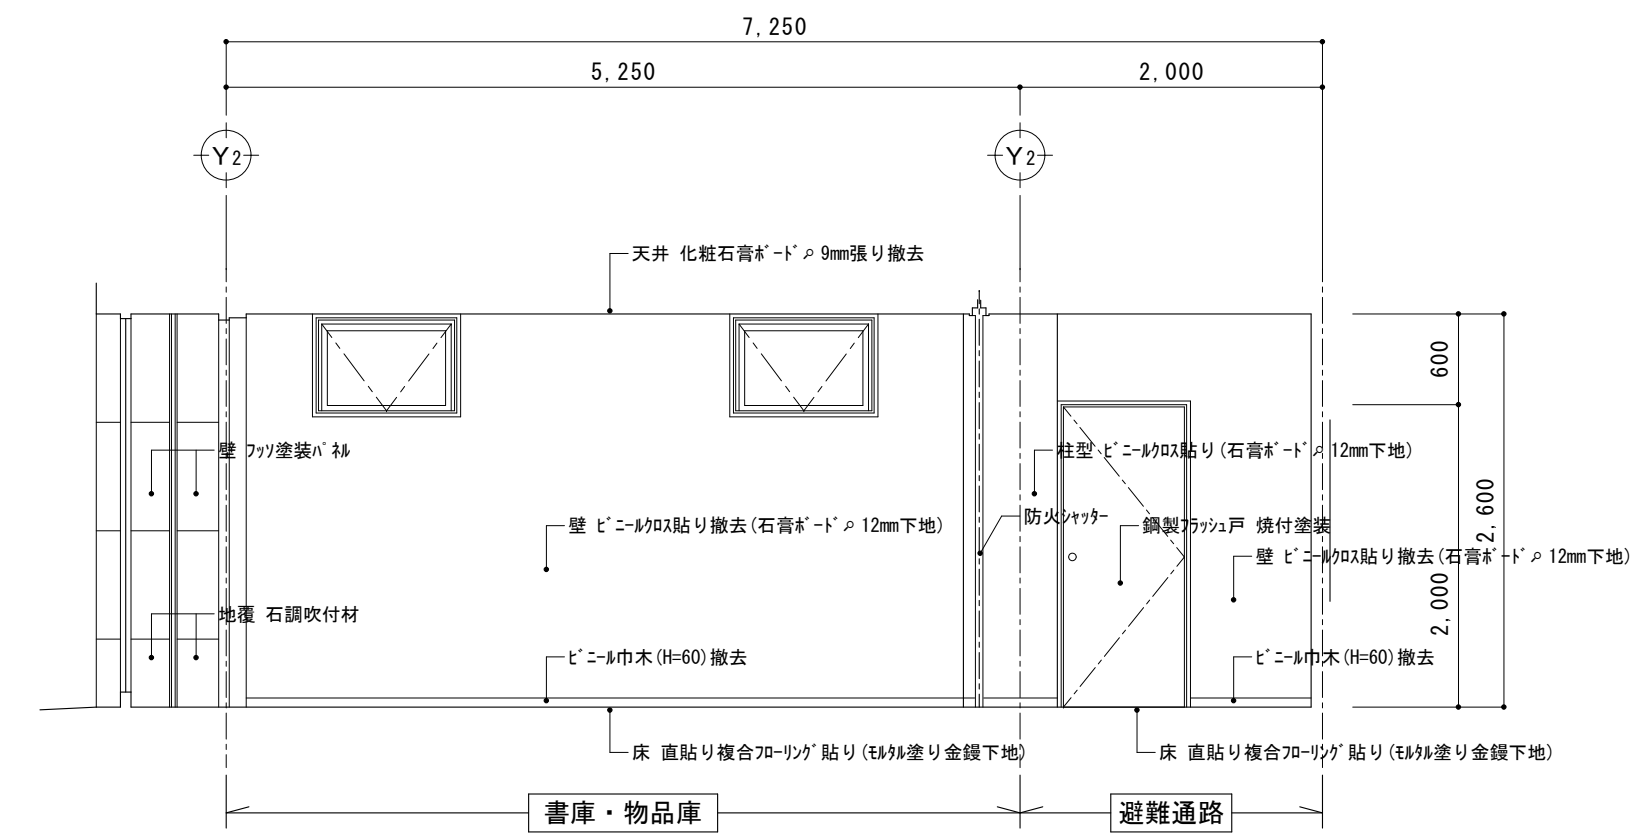 7,250
5,250
2,000
Y2
Y2
天井 化粧石膏ボード 9mm張り撤去
600
壁 フッソ塗装パネル
柱型 ビニールクロス貼り(石膏ボード 12mm下地)
2,600
防火シャッター
壁 ビニールクロス貼り撤去(石膏ボード 12mm下地)
鋼製フラッシュ戸 焼付塗装
壁 ビニールクロス貼り撤去(石膏ボード 12mm下地)
2,000
地覆 石調吹付材
ビニール巾木(H=60)撤去
ビニール巾木(H=60)撤去
床 直貼り複合フローリング貼り(モルタル塗り金鏝下地)
床 直貼り複合フローリング貼り(モルタル塗り金鏝下地)
書庫・物品庫
避難通路